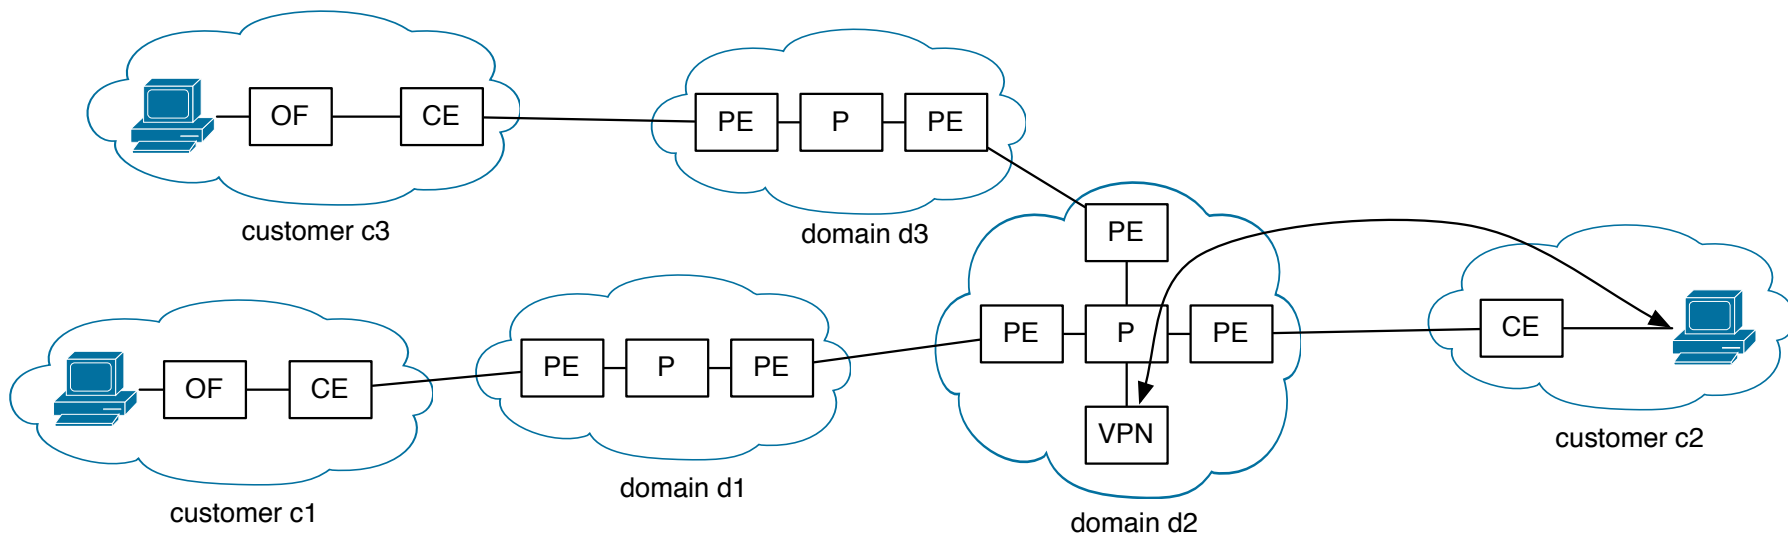 OF
CE
PE
P
PE
customer c3
domain d3
PE
PE
P
PE
CE
VPN
OF
CE
PE
P
PE
customer c1
domain d1
domain d2
customer c2